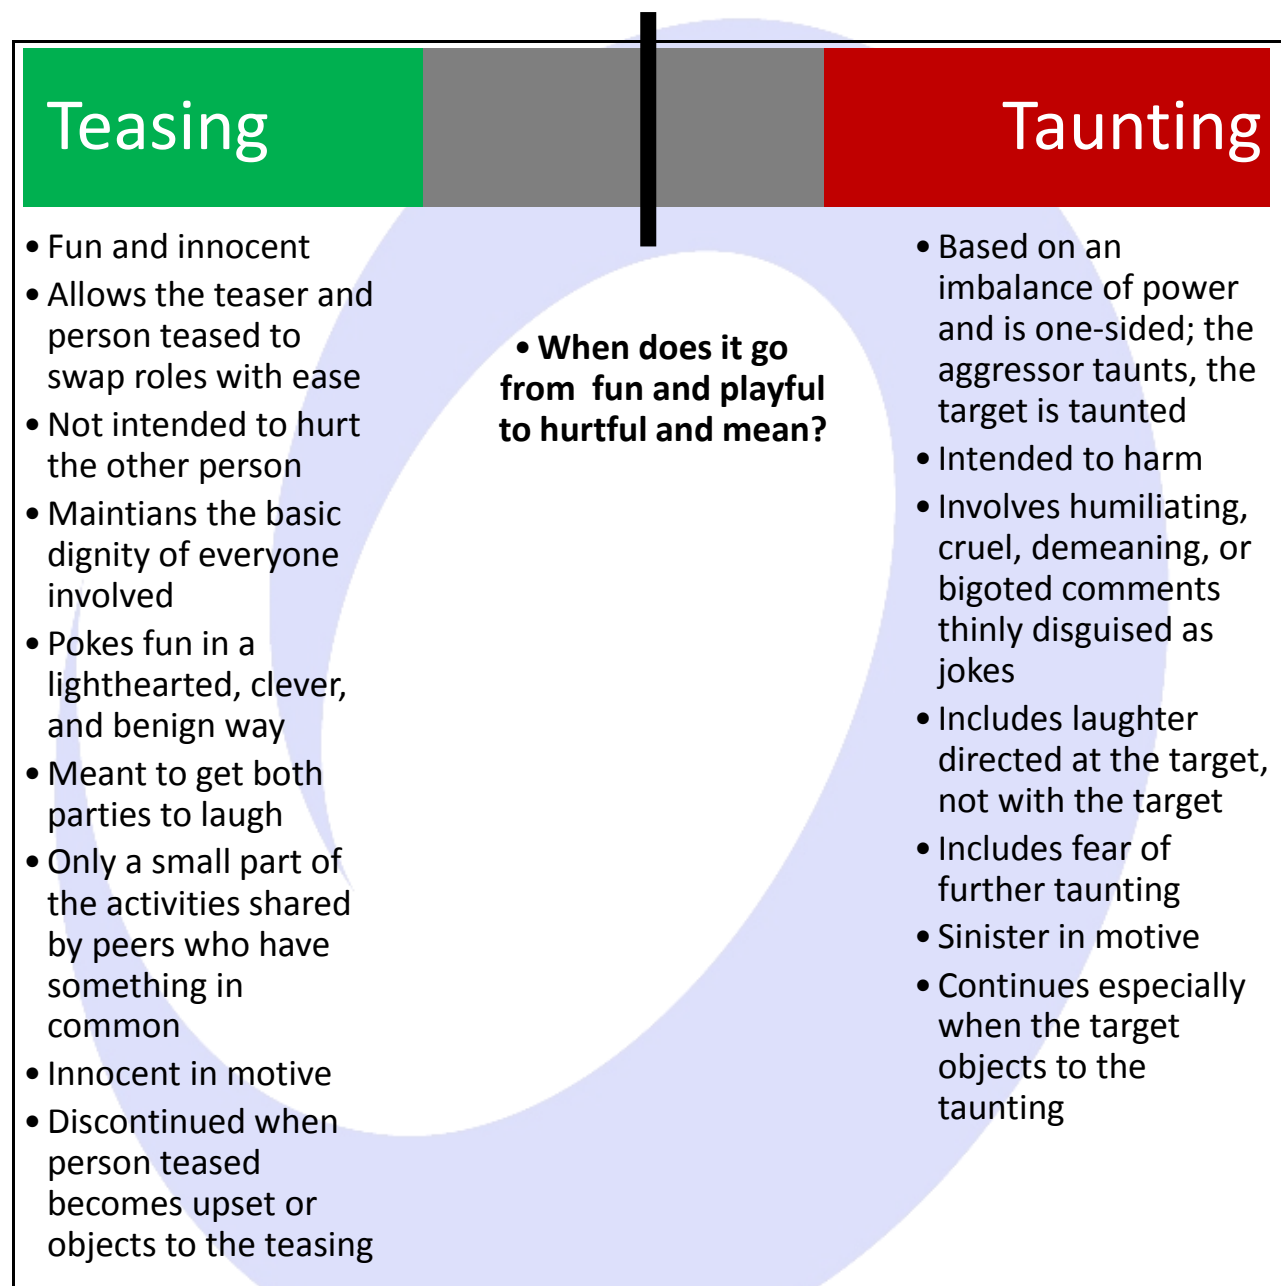 Teasing
• Fun and innocent
• Allows the teaser and
person teased to
swap roles with ease
• Not intended to hurt
the other person
• Maintians the basic
dignity of everyone
involved
• Pokes fun in a
lighthearted, clever,
and benign way
• Meant to get both
parties to laugh
• Only a small part of
the activities shared
by peers who have
something in
common
• Innocent in motive
• Discontinued when
person teased
becomes upset or
objects to the teasing
• When does it go
from fun and playful
to hurtful and mean?
Taunting
• Based on an
imbalance of power
and is one-sided; the
aggressor taunts, the
target is taunted
• Intended to harm
• Involves humiliating,
cruel, demeaning, or
bigoted comments
thinly disguised as
jokes
• Includes laughter
directed at the target,
not with the target
• Includes fear of
further taunting
• Sinister in motive
• Continues especially
when the target
objects to the
taunting